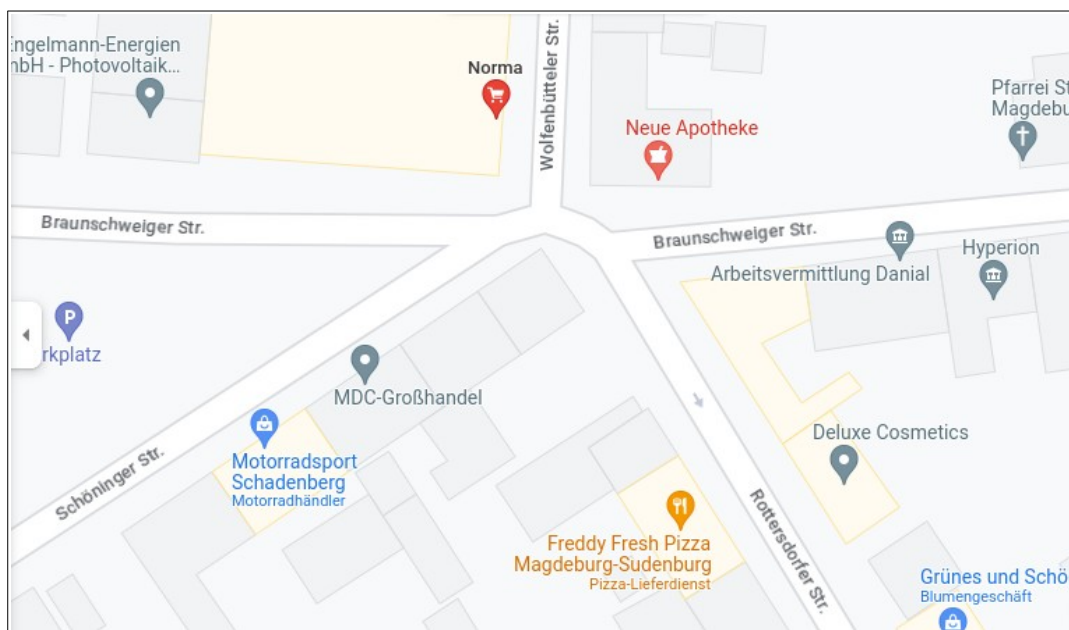 Engelmann-Energien
mbH - Photovoltaik...
Norma
Wolfenbütteler Str.
Neue Apotheke
Pfarrei St
Magdebu
Braunschweiger Str.
Braunschweiger Str.
Arbeitsvermittlung Danial
Hyperion
P
rkplatz
MDC-Großhandel
Motorradsport
Schadenberg
Motorradhändler
Schöninger Str.
Deluxe Cosmetics
Freddy Fresh Pizza
Magdeburg-Sudenburg
Pizza-Lieferdienst
Rottersdorfer Str.
Grünes und Schö
Blumengeschäft